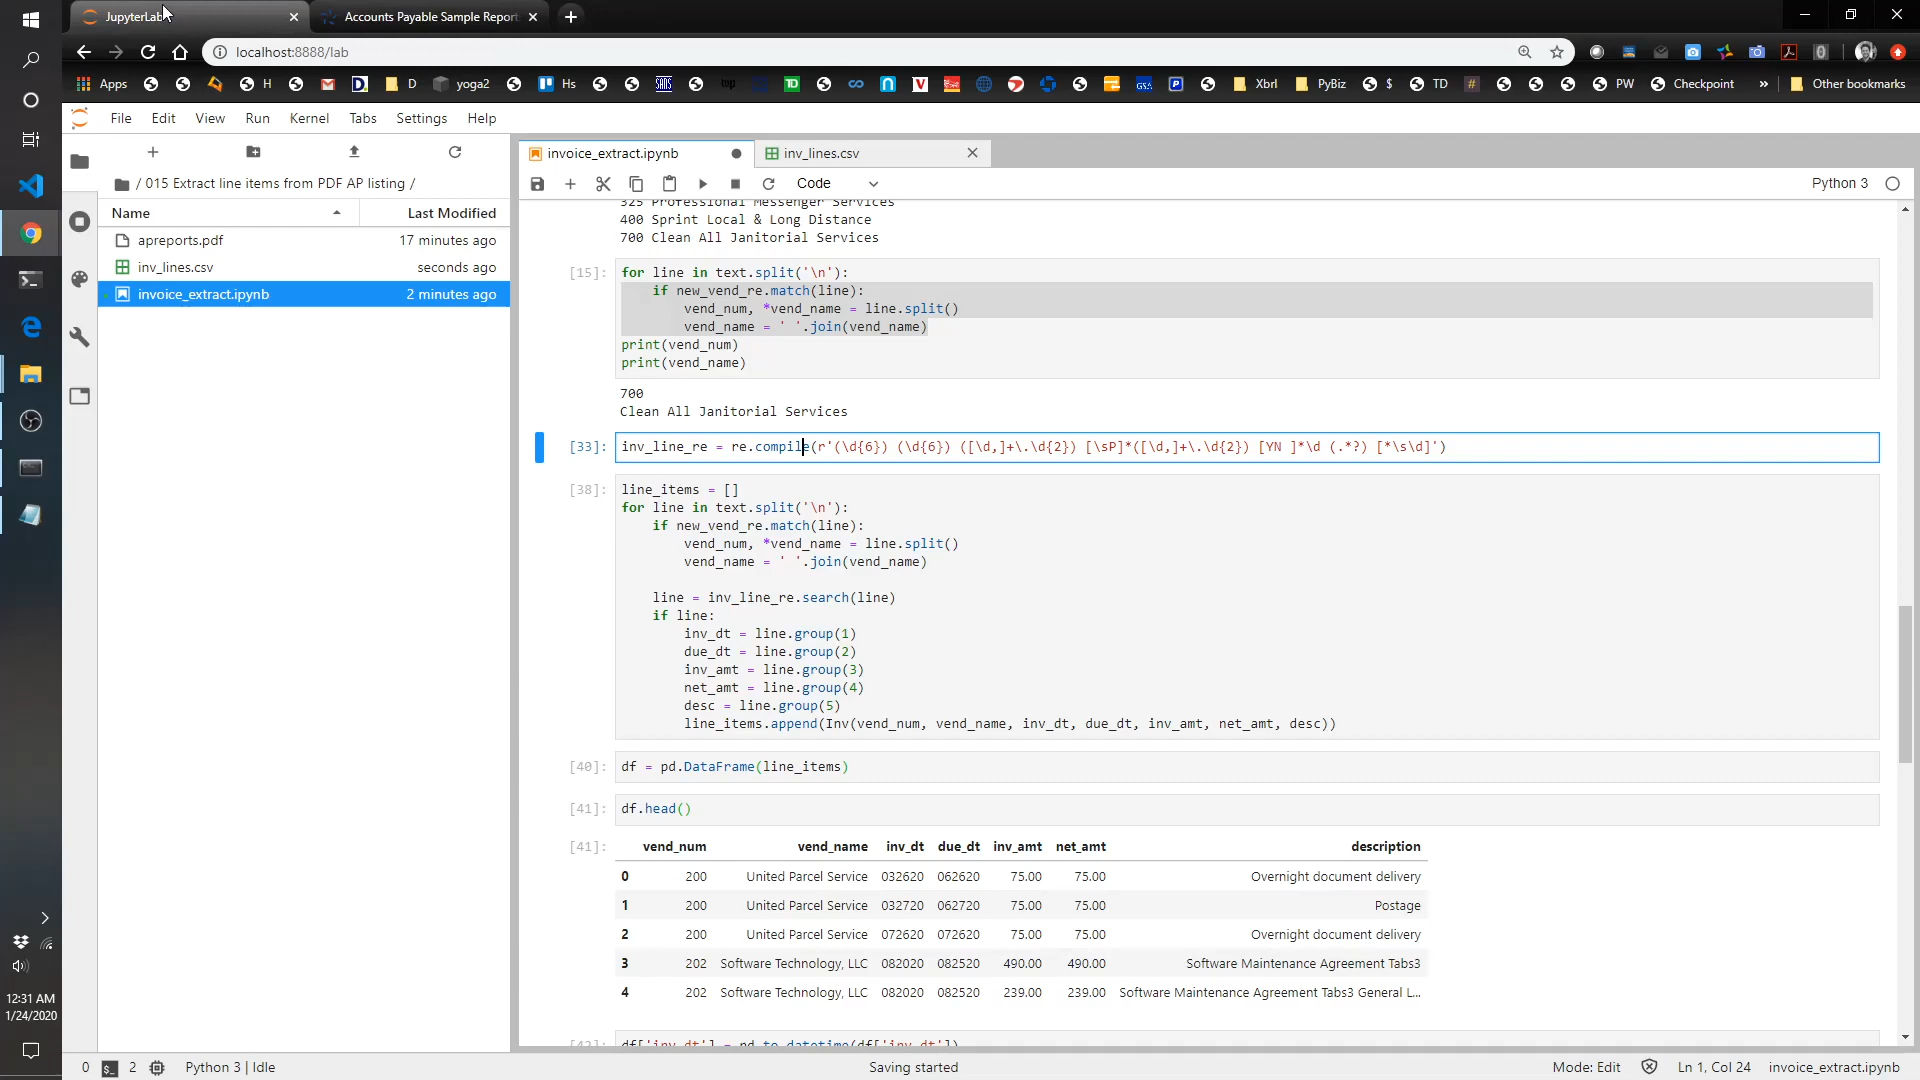 JupyterLab
Accounts Payable Sample Report
localhost:8888/lab
Apps
H
D
yoga2
Hs
Xbrl
PyBiz
$
TD
PW
Checkpoint
Other bookmarks
File Edit View Run Kernel Tabs Settings Help
/ 015 Extract line items from PDF AP listing /
Name Last Modified
apreports.pdf 17 minutes ago
inv_lines.csv seconds ago
invoice_extract.ipynb 2 minutes ago
invoice_extract.ipynb
inv_lines.csv
Code
Python 3
325 Professional Messenger Services
400 Sprint Local & Long Distance
700 Clean All Janitorial Services
[15]: for line in text.split('\n'):
if new_vend_re.match(line):
vend_num, *vend_name = line.split()
vend_name = ' '.join(vend_name)
print(vend_num)
print(vend_name)
700
Clean All Janitorial Services
[33]: inv_line_re = re.compile(r'(\d{6}) (\d{6}) ([\d,]+\.\d{2}) [\sP]*([\d,]+\.\d{2}) [YN ]*\d (.*?) [*\s\d]')
[38]: line_items = []
for line in text.split('\n'):
if new_vend_re.match(line):
vend_num, *vend_name = line.split()
vend_name = ' '.join(vend_name)
line = inv_line_re.search(line)
if line:
inv_dt = line.group(1)
due_dt = line.group(2)
inv_amt = line.group(3)
net_amt = line.group(4)
desc = line.group(5)
line_items.append(Inv(vend_num, vend_name, inv_dt, due_dt, inv_amt, net_amt, desc))
[40]: df = pd.DataFrame(line_items)
[41]: df.head()
[41]: vend_num vend_name inv_dt due_dt inv_amt net_amt description
0 200 United Parcel Service 032620 062620 75.00 75.00 Overnight document delivery
1 200 United Parcel Service 032720 062720 75.00 75.00 Postage
2 200 United Parcel Service 072620 072620 75.00 75.00 Overnight document delivery
3 202 Software Technology, LLC 082020 082520 490.00 490.00 Software Maintenance Agreement Tabs3
4 202 Software Technology, LLC 082020 082520 239.00 239.00 Software Maintenance Agreement Tabs3 General L...
[42]: df['inv_dt'] = pd.to_datetime(df['inv_dt'])
12:31 AM
1/24/2020
0 2 Python 3 | Idle
Saving started
Mode: Edit Ln 1, Col 24 invoice_extract.ipynb